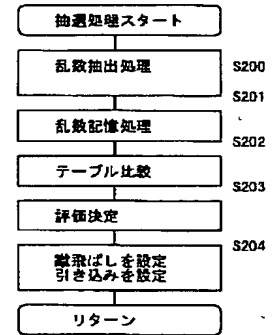 抽選処理スタート
乱数抽出処理
S200
S201
乱数記憶処理
S202
テーブル比較
S203
評価決定
S204
蹴飛ばしを設定
引き込みを設定
リターン